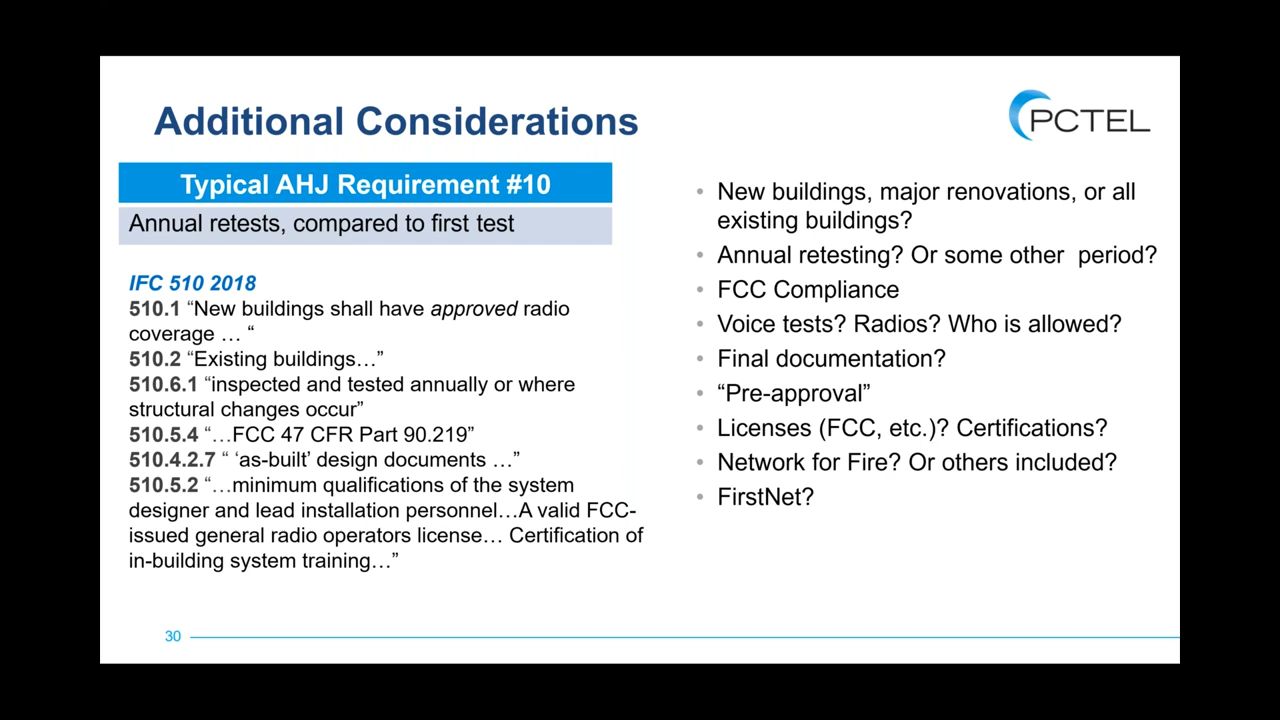 Additional Considerations
PCTEL
Typical AHJ Requirement #10
Annual retests, compared to first test
IFC 510 2018
510.1 “New buildings shall have approved radio
coverage … “
510.2 “Existing buildings…”
510.6.1 “inspected and tested annually or where
structural changes occur”
510.5.4 “…FCC 47 CFR Part 90.219”
510.4.2.7 “ ‘as-built’ design documents …”
510.5.2 “…minimum qualifications of the system
designer and lead installation personnel…A valid FCC-
issued general radio operators license… Certification of
in-building system training…”
• New buildings, major renovations, or all
existing buildings?
• Annual retesting? Or some other period?
• FCC Compliance
• Voice tests? Radios? Who is allowed?
• Final documentation?
• “Pre-approval”
• Licenses (FCC, etc.)? Certifications?
• Network for Fire? Or others included?
• FirstNet?
30